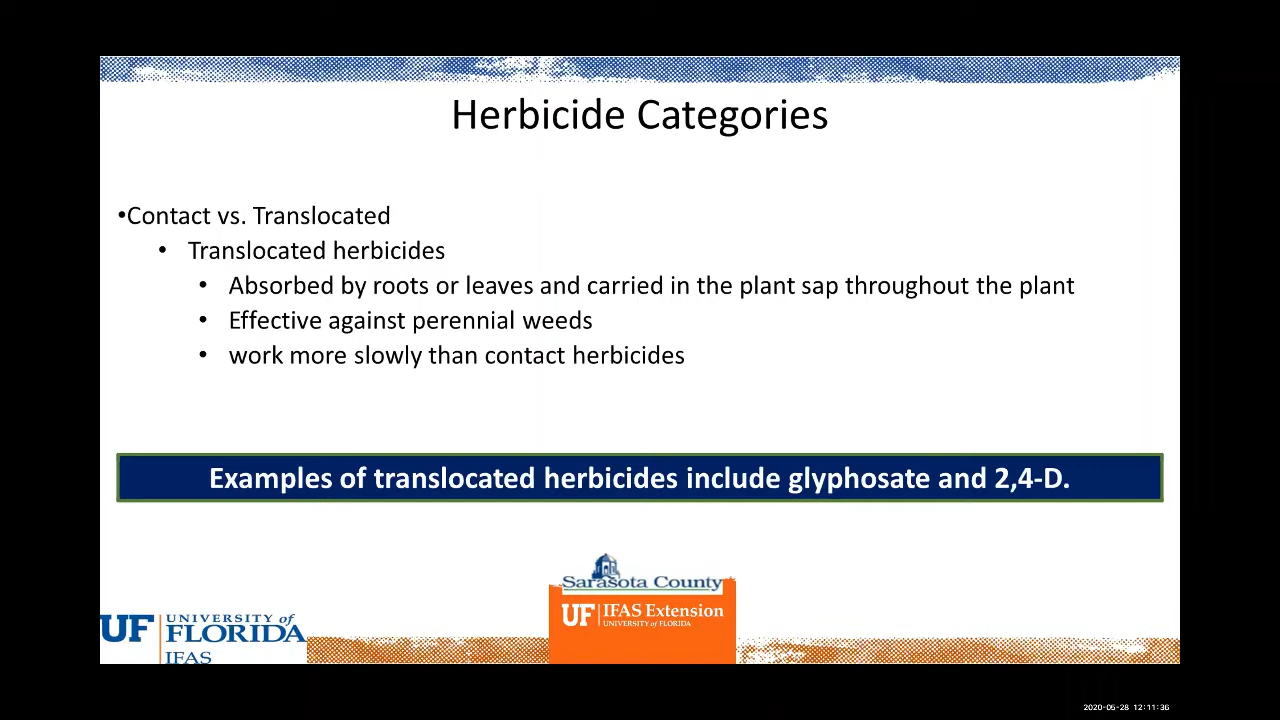 Herbicide Categories
•Contact vs. Translocated
• Translocated herbicides
• Absorbed by roots or leaves and carried in the plant sap throughout the plant
• Effective against perennial weeds
• work more slowly than contact herbicides
Examples of translocated herbicides include glyphosate and 2,4-D.
Sarasota County
UF IFAS Extension
UNIVERSITY of FLORIDA
UF UNIVERSITY of
FLORIDA
IFAS
2020-05-28 12:11:36